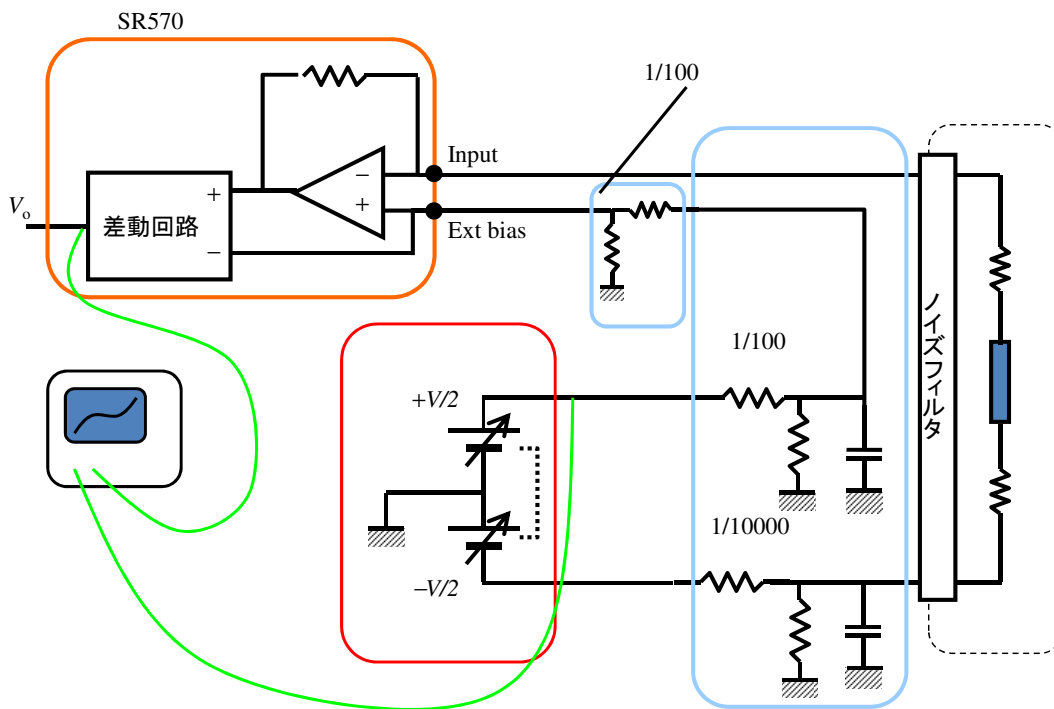 SR570
1/100
Input
Ext bias
Vo
差動回路
+
−
−
+
ノイズフィルタ
1/100
+V/2
1/10000
−V/2